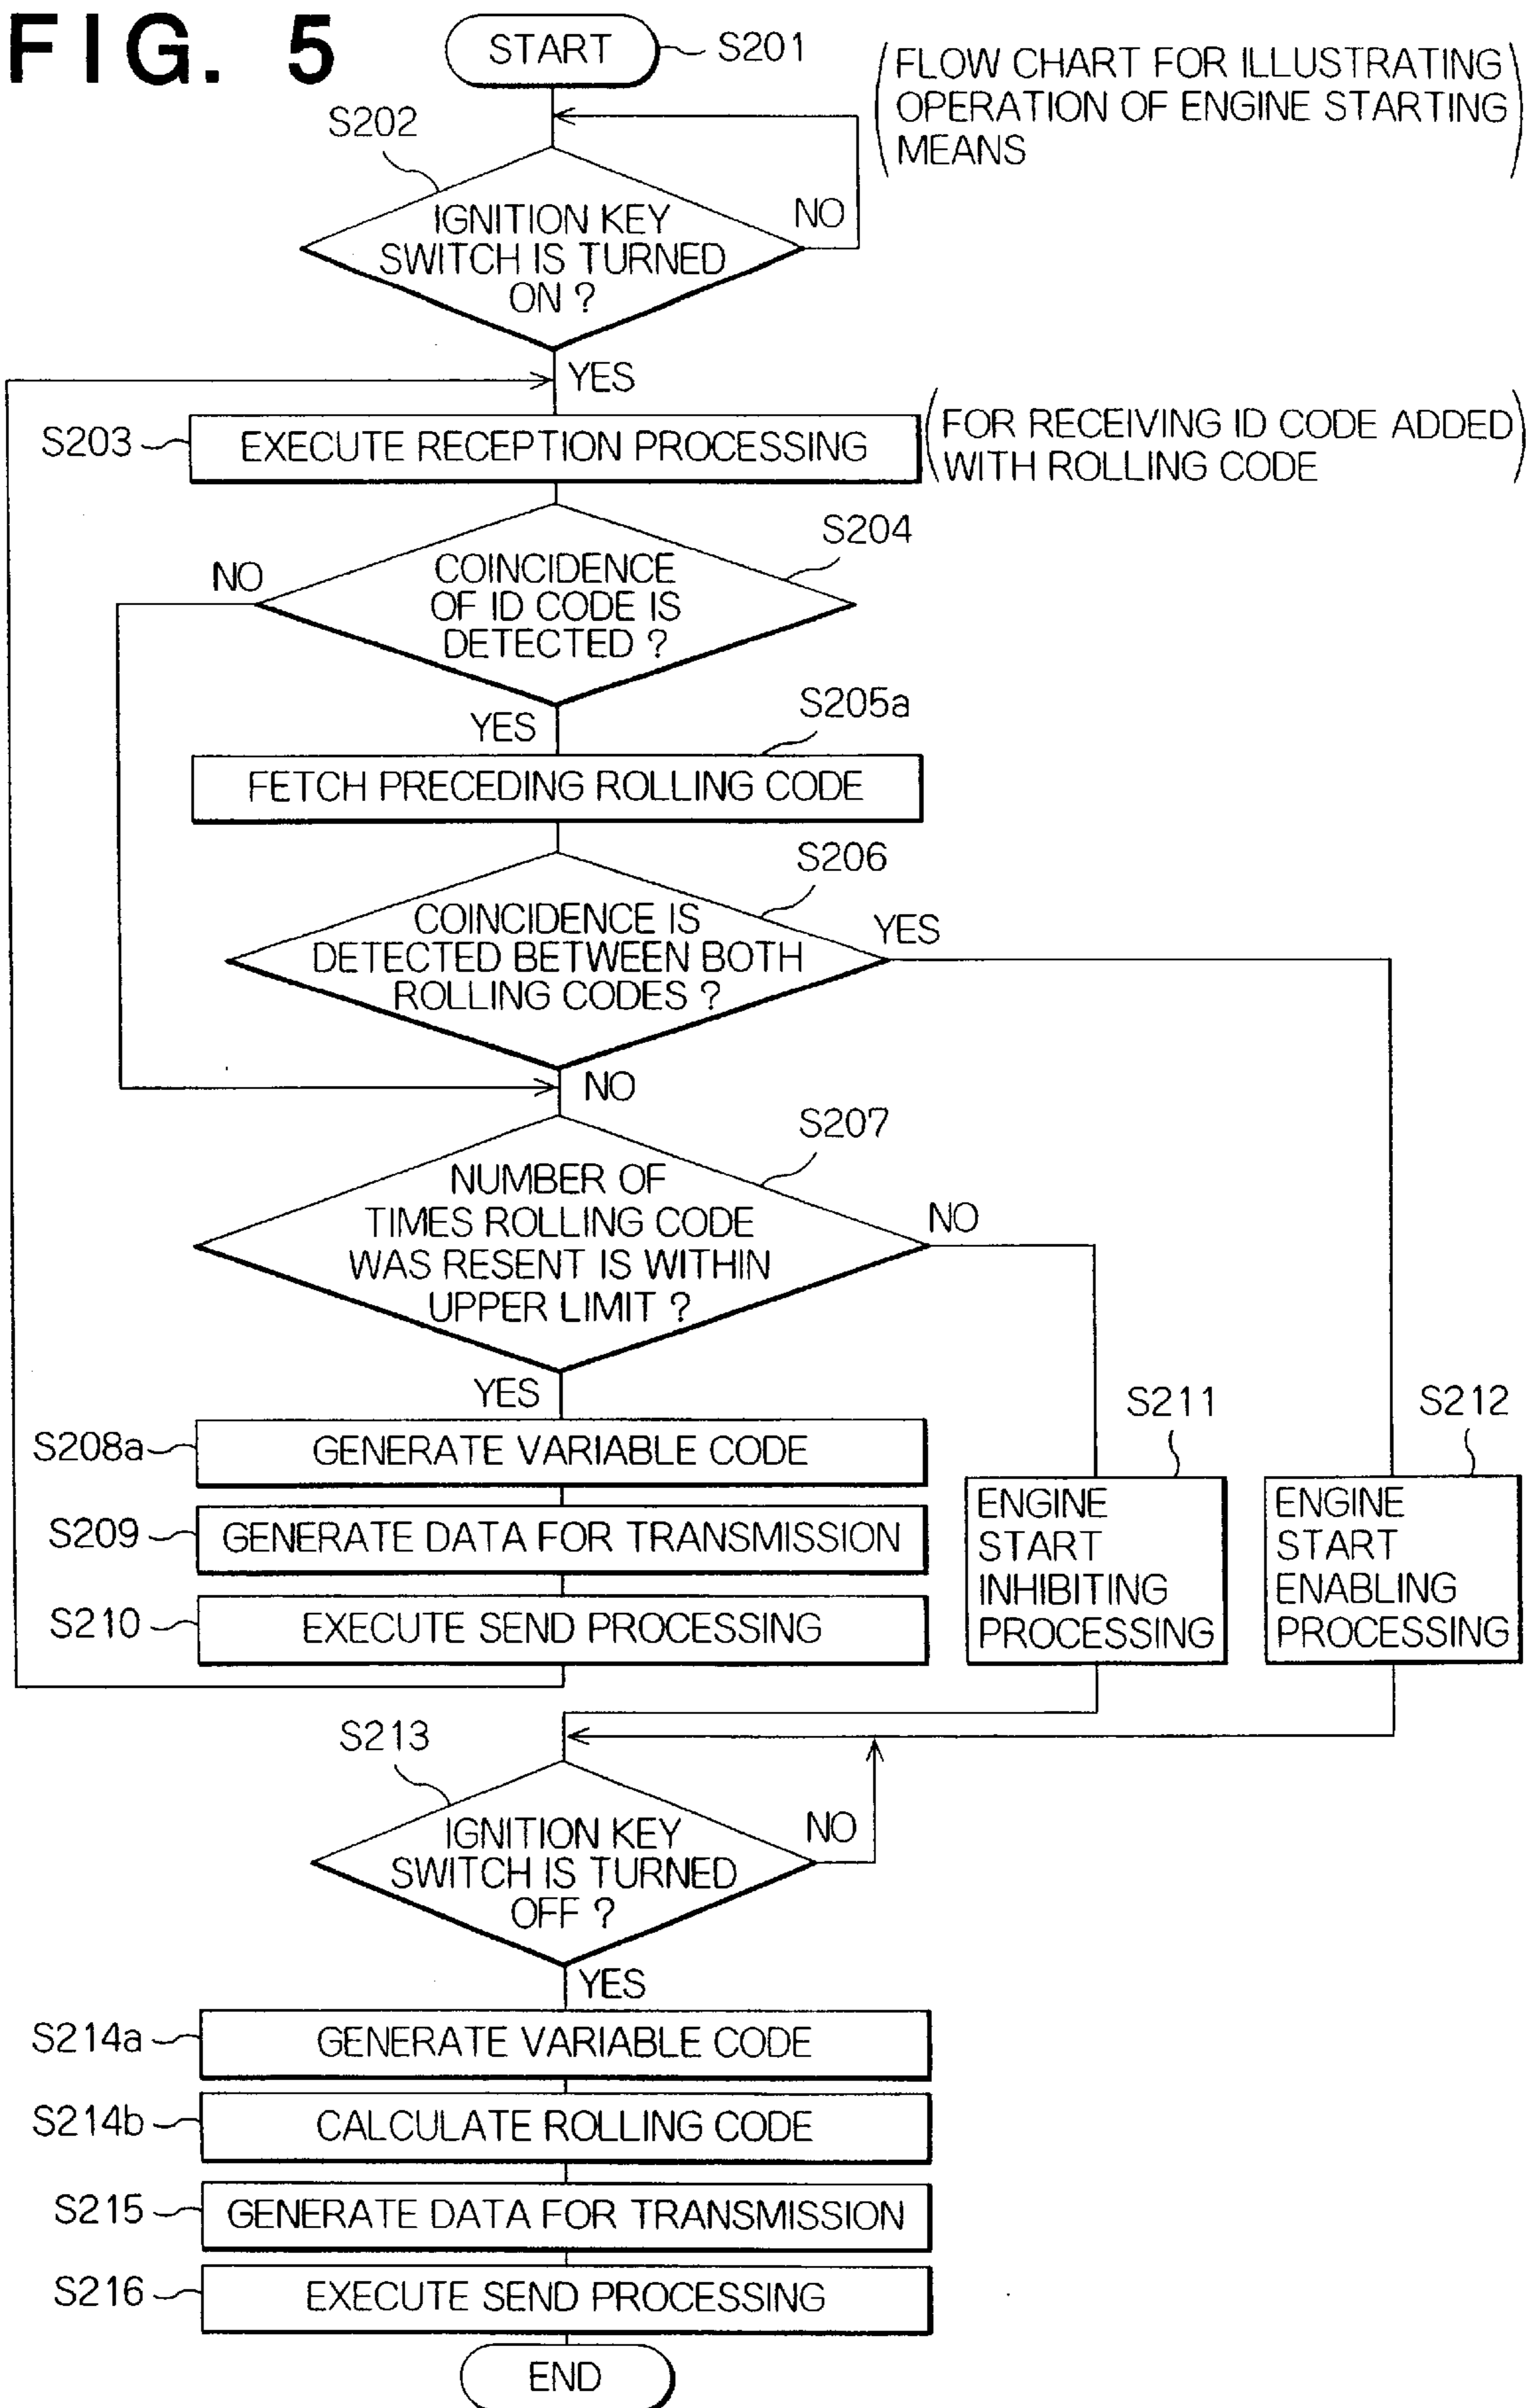 FIG. 5
START
S201
(FLOW CHART FOR ILLUSTRATING
OPERATION OF ENGINE STARTING
MEANS)
S202
IGNITION KEY
SWITCH IS TURNED
ON ?
NO
YES
S203
EXECUTE RECEPTION PROCESSING
(FOR RECEIVING ID CODE ADDED
WITH ROLLING CODE)
S204
COINCIDENCE
OF ID CODE IS
DETECTED ?
NO
YES
S205a
FETCH PRECEDING ROLLING CODE
S206
COINCIDENCE IS
DETECTED BETWEEN BOTH
ROLLING CODES ?
YES
NO
S207
NUMBER OF
TIMES ROLLING CODE
WAS RESENT IS WITHIN
UPPER LIMIT ?
NO
YES
S208a
GENERATE VARIABLE CODE
S209
GENERATE DATA FOR TRANSMISSION
S210
EXECUTE SEND PROCESSING
S211
ENGINE
START
INHIBITING
PROCESSING
S212
ENGINE
START
ENABLING
PROCESSING
S213
IGNITION KEY
SWITCH IS TURNED
OFF ?
NO
YES
S214a
GENERATE VARIABLE CODE
S214b
CALCULATE ROLLING CODE
S215
GENERATE DATA FOR TRANSMISSION
S216
EXECUTE SEND PROCESSING
END